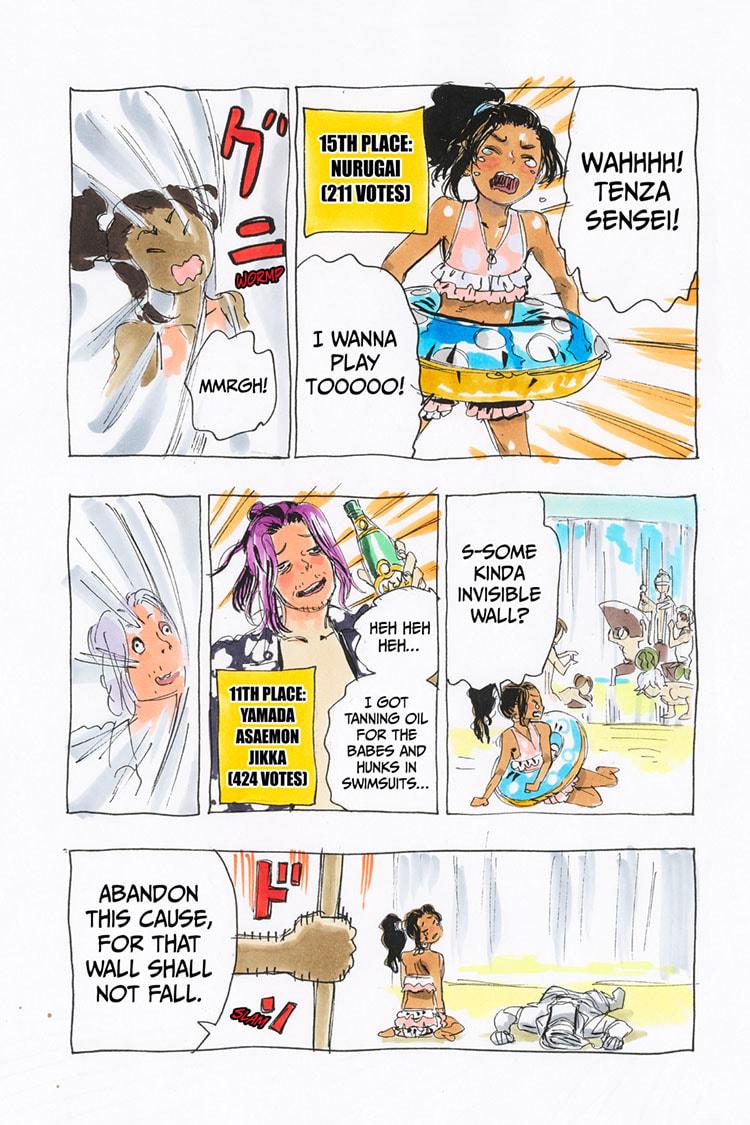 WAHHHH!
TENZA
SENSEI!
15TH PLACE:
NURUGAI
(211 VOTES)
I WANNA
PLAY
TOOOOO!
グニ
WORMP
MMRGH!
S-SOME
KINDA
INVISIBLE
WALL?
HEH HEH
HEH...
I GOT
TANNING OIL
FOR THE
BABES AND
HUNKS IN
SWIMSUITS...
11TH PLACE:
YAMADA
ASAEMON
JIKKA
(424 VOTES)
ドン
SLAM
ABANDON
THIS CAUSE,
FOR THAT
WALL SHALL
NOT FALL.